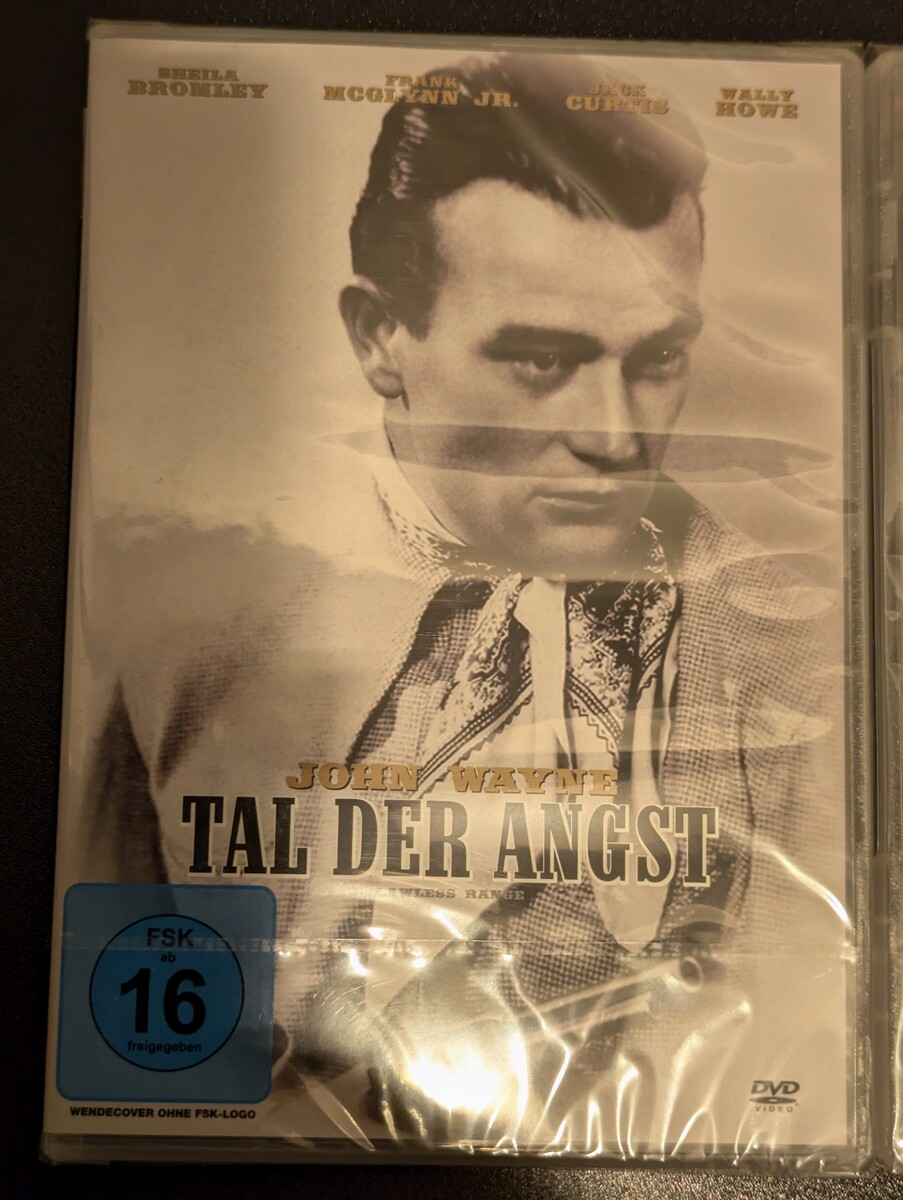 SHEILA
BROMLEY
FRANK
MCGLYNN JR.
JACK
CURTIS
WALLY
HOWE
JOHN WAYNE
TAL DER ANGST
LAWLESS RANGE
FSK
ab
16
freigegeben
WENDECOVER OHNE FSK-LOGO
DVD
VIDEO